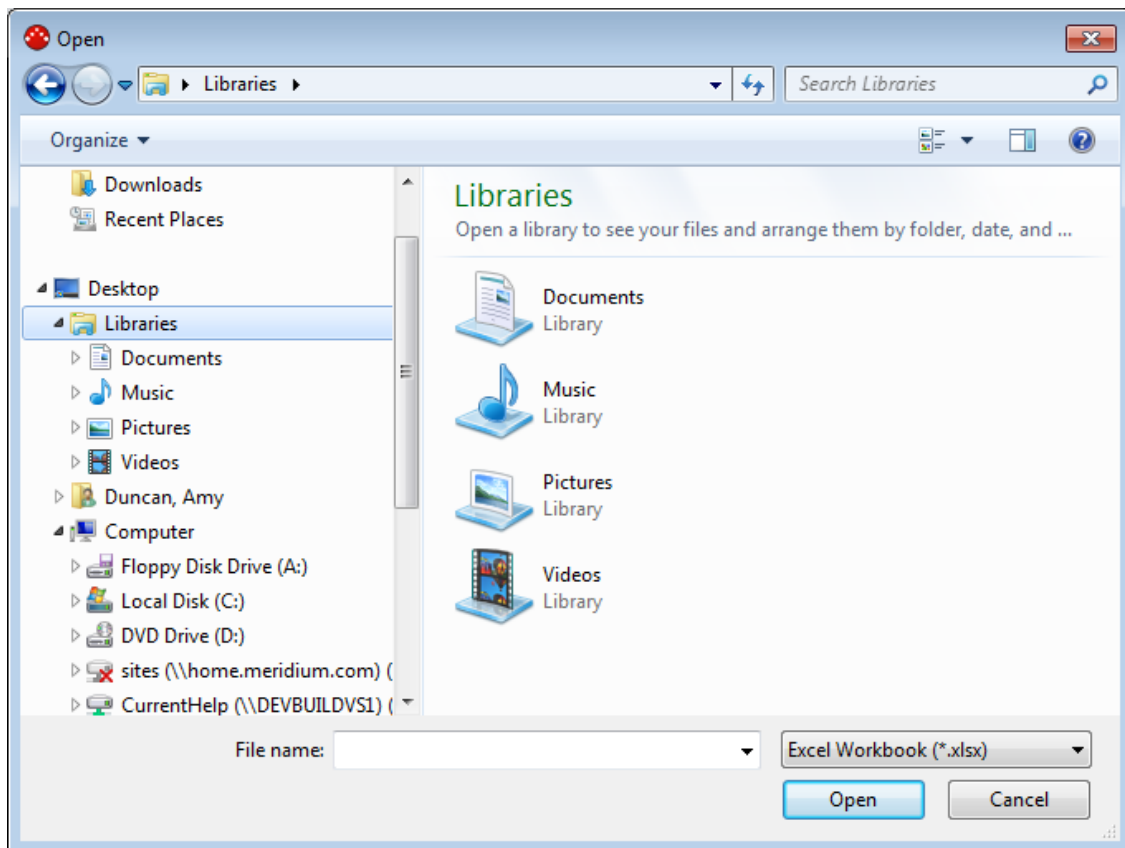 Open
Libraries
Search Libraries
Organize
Downloads
Recent Places
Desktop
Libraries
Documents
Music
Pictures
Videos
Duncan, Amy
Computer
Floppy Disk Drive (A:)
Local Disk (C:)
DVD Drive (D:)
sites (\\home.meridium.com) (
CurrentHelp (\\DEVBUILDVS1) (
Libraries
Open a library to see your files and arrange them by folder, date, and ...
Documents
Library
Music
Library
Pictures
Library
Videos
Library
File name:
Excel Workbook (*.xlsx)
Open
Cancel